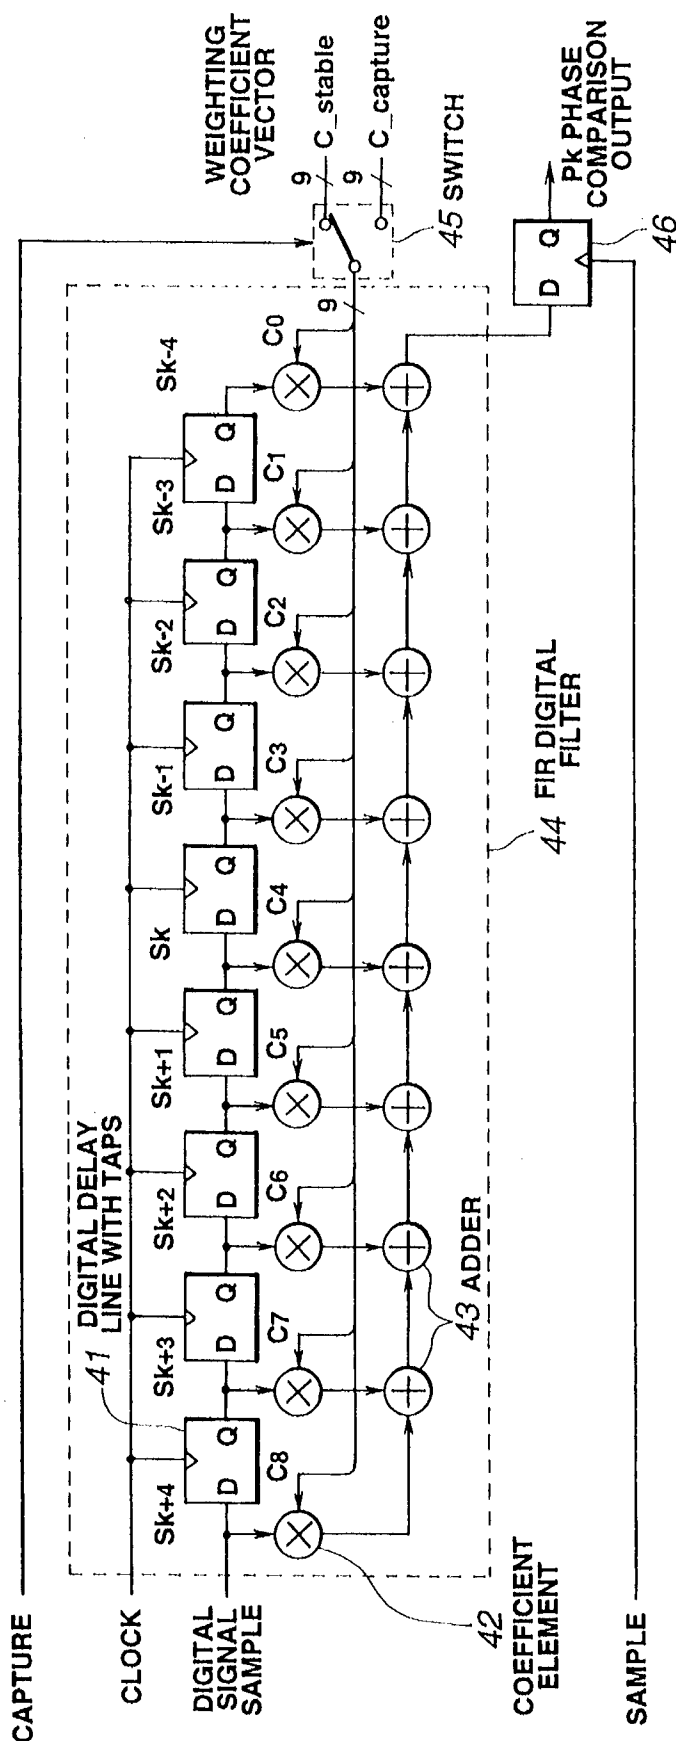 CAPTURE
CLOCK
DIGITAL
SIGNAL
SAMPLE
DIGITAL DELAY
LINE WITH TAPS
41
Sk+4
Sk+3
Sk+2
Sk+1
Sk
Sk-1
Sk-2
Sk-3
Sk-4
D Q
D Q
D Q
D Q
D Q
D Q
D Q
D Q
C8
C7
C6
C5
C4
C3
C2
C1
C0
9
WEIGHTING
COEFFICIENT
VECTOR
9 C_stable
9 C_capture
45 SWITCH
42
COEFFICIENT
ELEMENT
43 ADDER
44 FIR DIGITAL
FILTER
D Q
46
Pk PHASE
COMPARISON
OUTPUT
SAMPLE